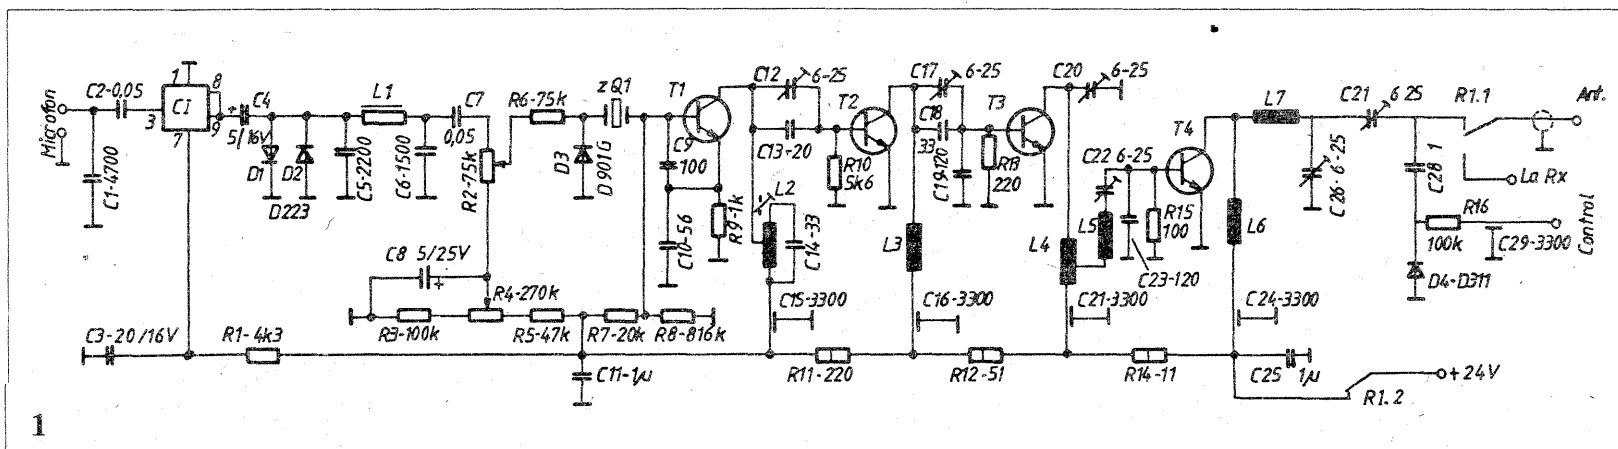 Microfon
C1-4700
C2-0,05
1
8
CI
3
9
7
C4
5/16V
D1
D2
D223
L1
C5-2200
C6-1500
C7
0,05
R2-75k
R6-75k
zQ1
D3
D901G
T1
C9
100
C10-56
R9-1k
C12
6-25
C13-20
T2
R10
5k6
L2
C14-33
C17
6-25
C18
33
C19-120
T3
R13
220
L3
C20
6-25
C22 6-25
L4
L5
T4
R15
100
C23-120
L6
L7
C21
6 25
C26·6-25
R1.1
Ant.
La Rx
C28 1
R16
100k
C29-3300
Control
D4-D311
C8 5/25V
R4-270k
R3-100k
R5-47k
R7-20k
R8-816k
C15-3300
C16-3300
C21-3300
C24-3300
C3-20/16V
R1-4k3
C11-1µ
R11-220
R12-51
R14-11
C25
1µ
+24V
R1.2
1